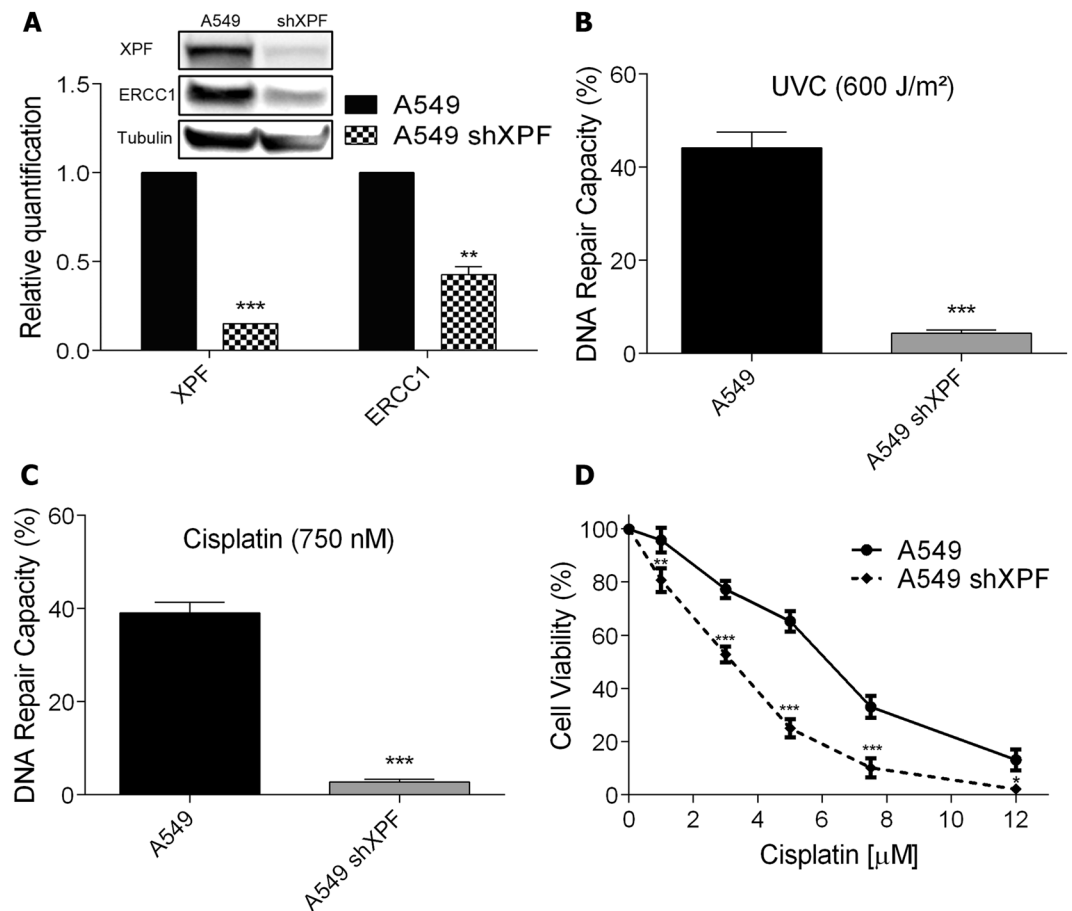 A
A549 shXPF
XPF
ERCC1
Tubulin
A549
A549 shXPF
Relative quantification
1.5
1.0
0.5
0.0
***
**
XPF
ERCC1
B
UVC (600 J/m²)
DNA Repair Capacity (%)
60
40
20
0
***
A549
A549 shXPF
C
Cisplatin (750 nM)
DNA Repair Capacity (%)
60
40
20
0
***
A549
A549 shXPF
D
A549
A549 shXPF
Cell Viability (%)
100
80
60
40
20
0
**
***
***
***
*
0 2 4 6 8 10 12
Cisplatin [μM]